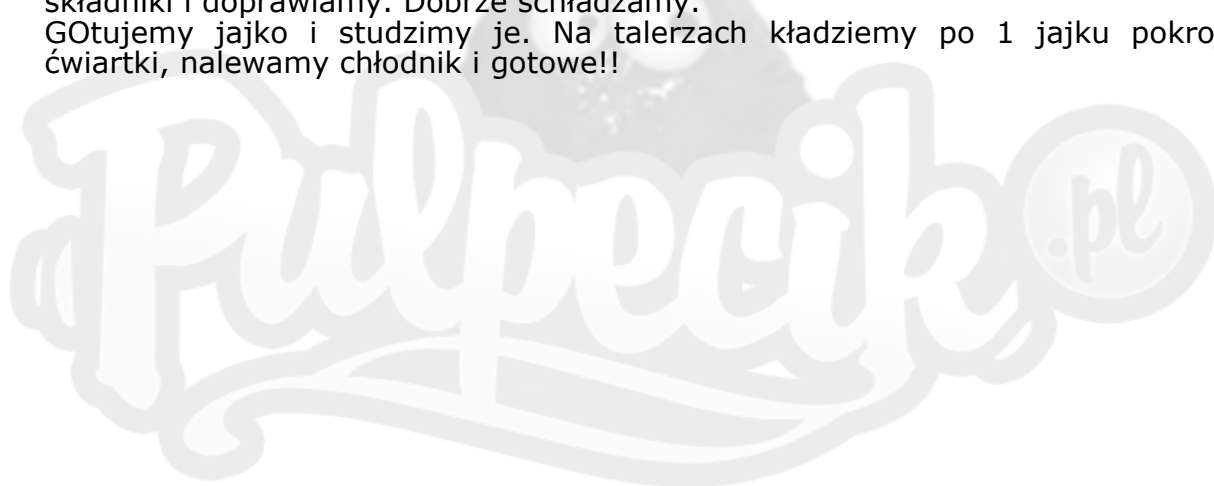 składniki i doprawiamy. Dobrze schładzamy.
GOtujemy jajko i studzimy je. Na talerzach kładziemy po 1 jajku pokro
ćwiartki, nalewamy chłodnik i gotowe!!
Pulpecik
.pl